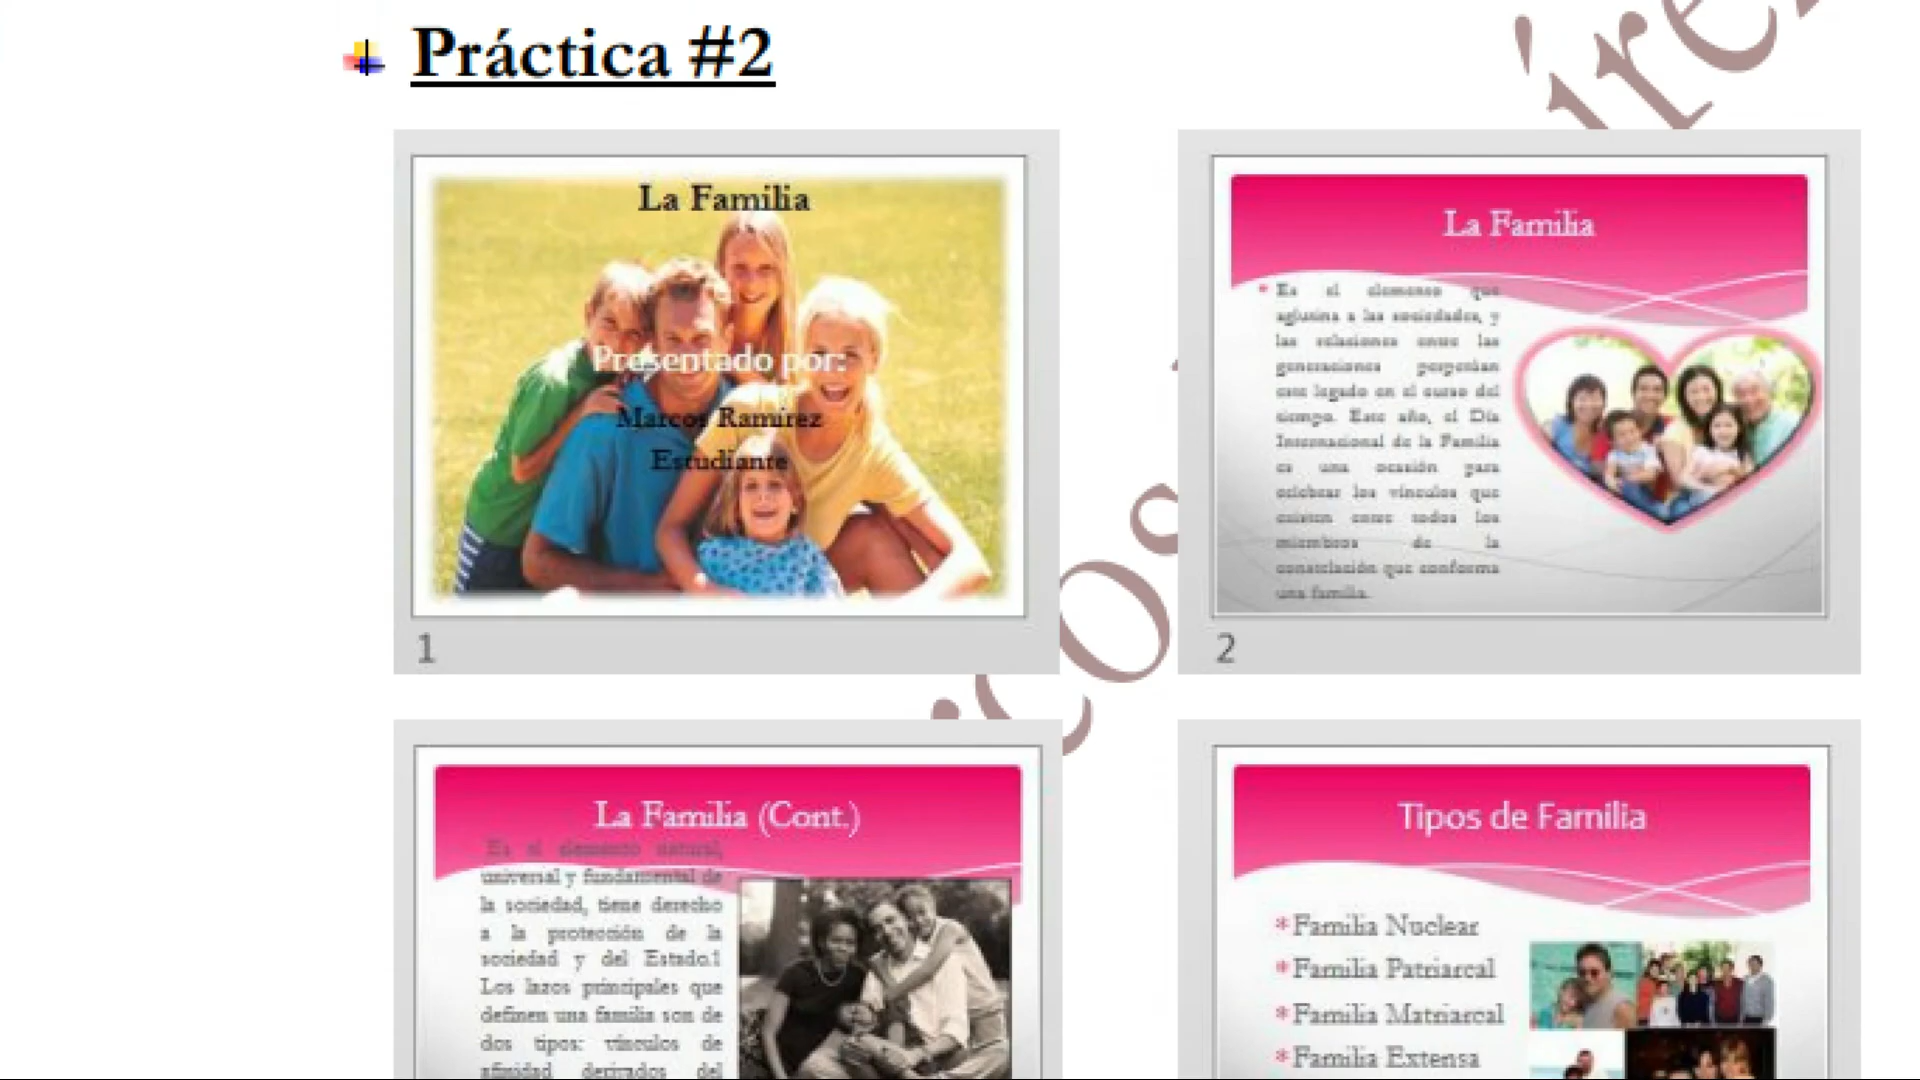 Práctica #2
La Familia
Presentado por:
Marcos Ramírez
Estudiante
1
La Familia
* Es el elemento que
aglutina a las sociedades, y
las relaciones entre las
generaciones perpetúan
este legado en el curso del
tiempo. Este año, el Día
Internacional de la Familia
es una ocasión para
celebrar los vínculos que
existen entre todos los
miembros de la
constelación que conforma
una familia.
2
La Familia (Cont.)
Es el elemento natural,
universal y fundamental de
la sociedad, tiene derecho
a la protección de la
sociedad y del Estado.1
Los lazos principales que
definen una familia son de
dos tipos: vínculos de
afinidad derivados del
Tipos de Familia
* Familia Nuclear
* Familia Patriarcal
* Familia Matriarcal
* Familia Extensa